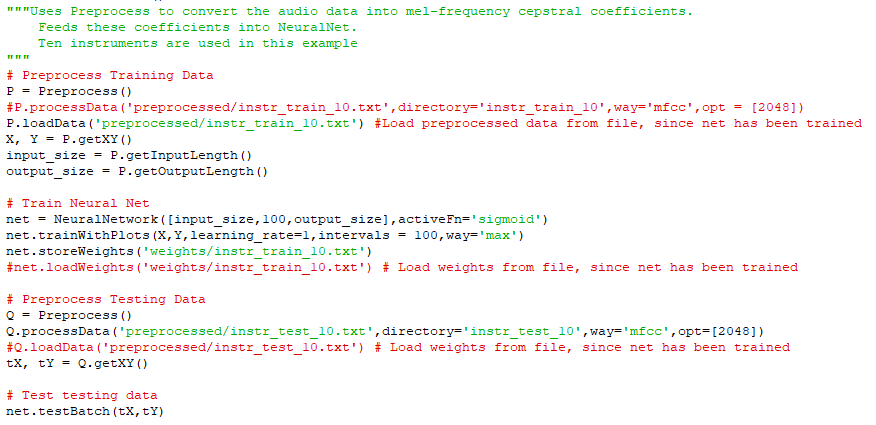 """Uses Preprocess to convert the audio data into mel-frequency cepstral coefficients.
    Feeds these coefficients into NeuralNet.
    Ten instruments are used in this example
"""
# Preprocess Training Data
P = Preprocess()
#P.processData('preprocessed/instr_train_10.txt',directory='instr_train_10',way='mfcc',opt = [2048])
P.loadData('preprocessed/instr_train_10.txt') #Load preprocessed data from file, since net has been trained
X, Y = P.getXY()
input_size = P.getInputLength()
output_size = P.getOutputLength()

# Train Neural Net
net = NeuralNetwork([input_size,100,output_size],activeFn='sigmoid')
net.trainWithPlots(X,Y,learning_rate=1,intervals = 100,way='max')
net.storeWeights('weights/instr_train_10.txt')
#net.loadWeights('weights/instr_train_10.txt') # Load weights from file, since net has been trained

# Preprocess Testing Data
Q = Preprocess()
Q.processData('preprocessed/instr_test_10.txt',directory='instr_test_10',way='mfcc',opt=[2048])
#Q.loadData('preprocessed/instr_test_10.txt') # Load weights from file, since net has been trained
tX, tY = Q.getXY()

# Test testing data
net.testBatch(tX,tY)